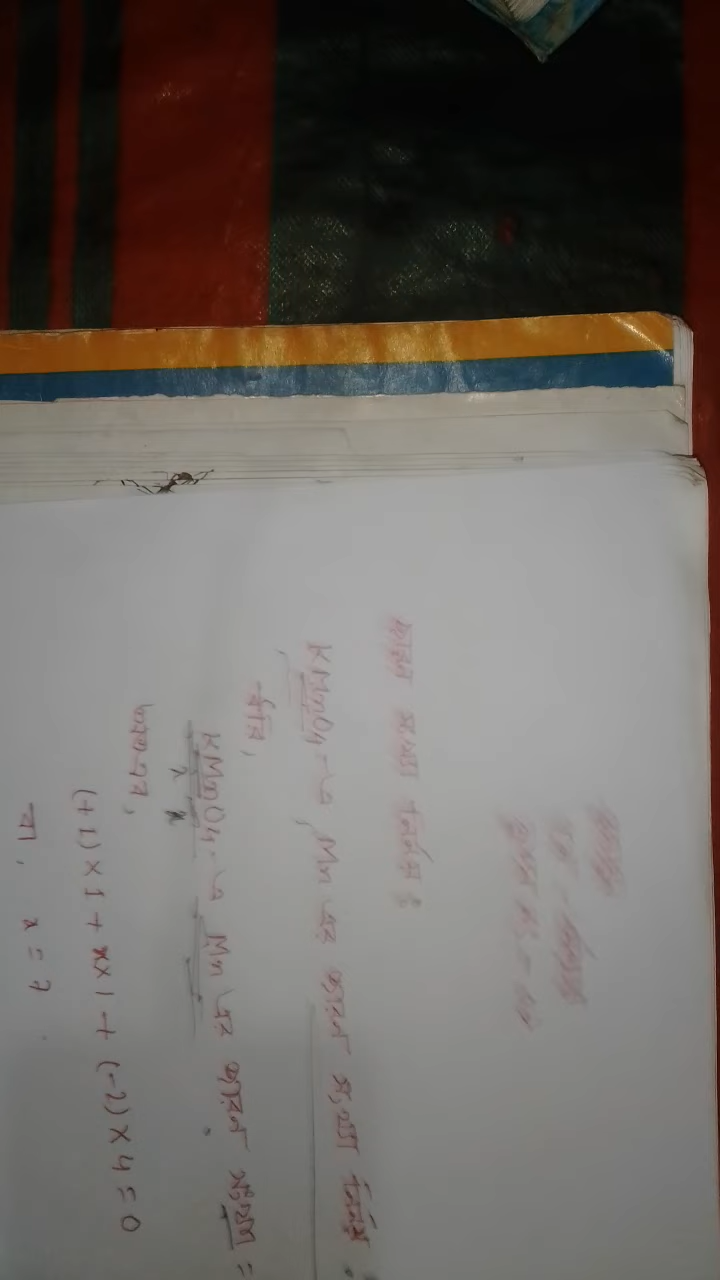 জারণ সংখ্যা নির্ণয় :
KMnO4 - এ Mn এর জারণ সংখ্যা নির্ণয়
ধরি,
KMnO4 - এ Mn এর জারণ সংখ্যা =
x
অতএব,
(+1) × 1 + x × 1 + (-2) × 4 = 0
বা, x = 7